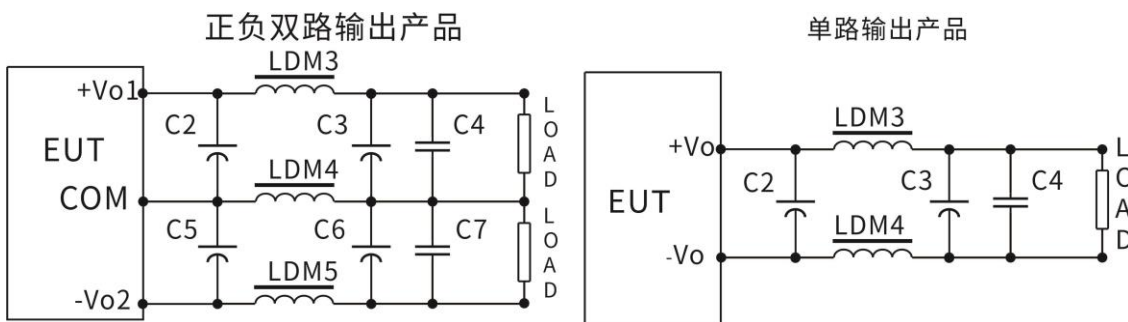 正负双路输出产品
LDM3
+Vo1
C2
C3
C4
LOAD
EUT
LDM4
COM
C5
C6
C7
LOAD
LDM5
-Vo2
单路输出产品
LDM3
+Vo
C2
C3
C4
LOAD
EUT
LDM4
-Vo